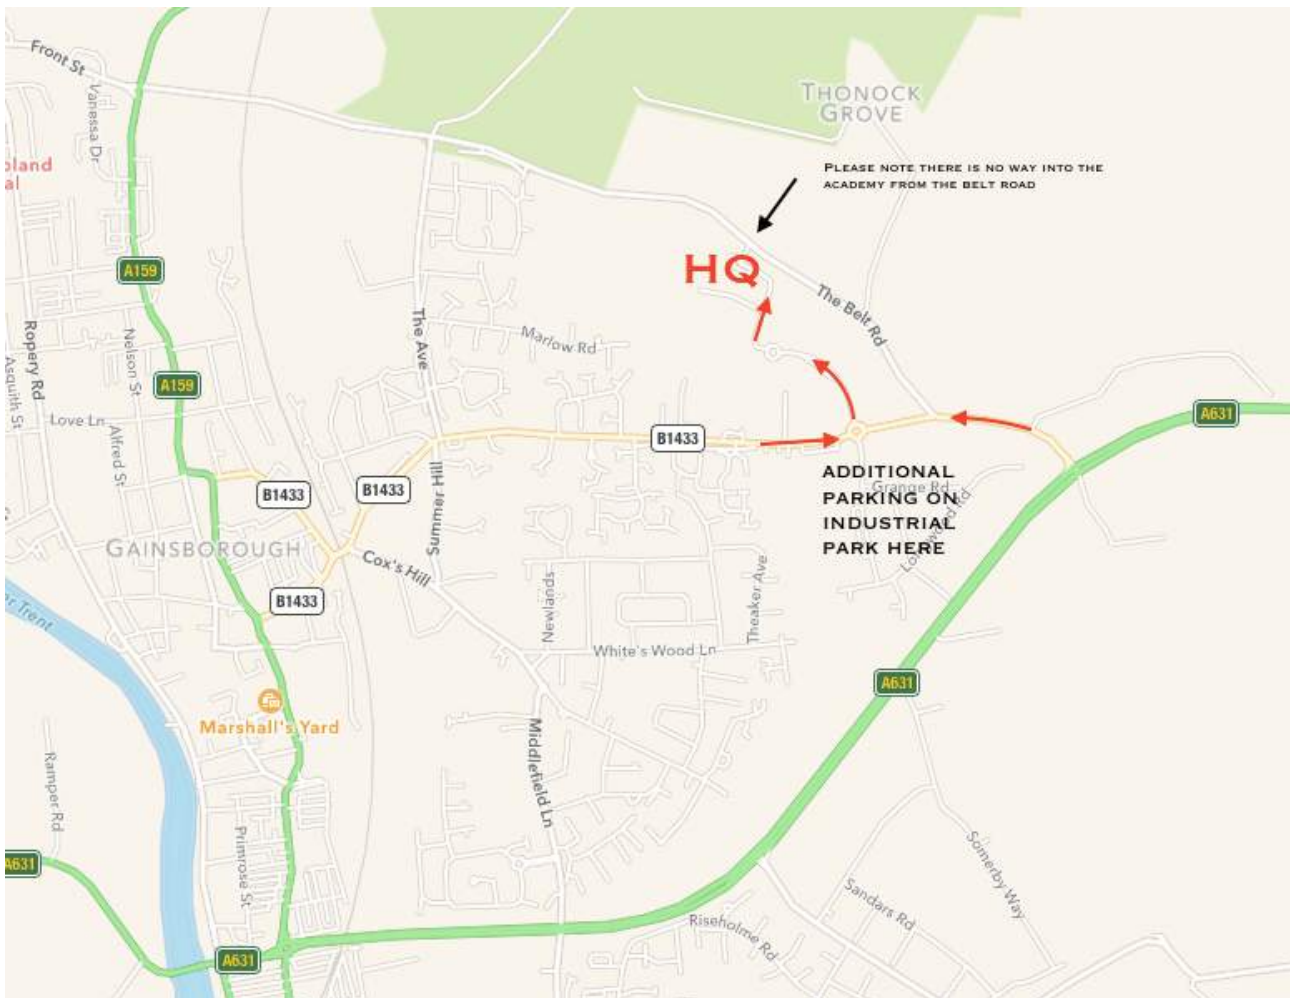 Front St
Vanessa Dr
THONOCK
GROVE
PLEASE NOTE THERE IS NO WAY INTO THE
ACADEMY FROM THE BELT ROAD
HQ
A159
The Belt Rd
The Ave
Marlow Rd
Ropery Rd
Asquith St
Nelson St
A159
Love Ln
Alfred St
A631
B1433
B1433
B1433
Summer Hill
ADDITIONAL
PARKING ON
INDUSTRIAL
PARK HERE
Grange Rd
GAINSBOROUGH
Cox's Hill
B1433
Newlands
Theaker Ave
White's Wood Ln
Trent
A631
Marshall's Yard
Middlefield Ln
Ramper Rd
Primrose St
A631
Somerby Way
Sandars Rd
Riseholme Rd
A631